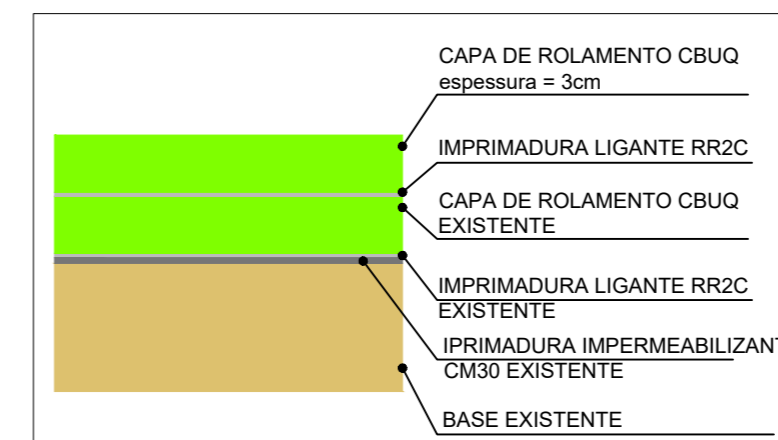 CAPA DE ROLAMENTO CBUQ
espessura = 3cm
IMPRIMADURA LIGANTE RR2C
CAPA DE ROLAMENTO CBUQ
EXISTENTE
IMPRIMADURA LIGANTE RR2C
EXISTENTE
IPRIMADURA IMPERMEABILIZANT
CM30 EXISTENTE
BASE EXISTENTE